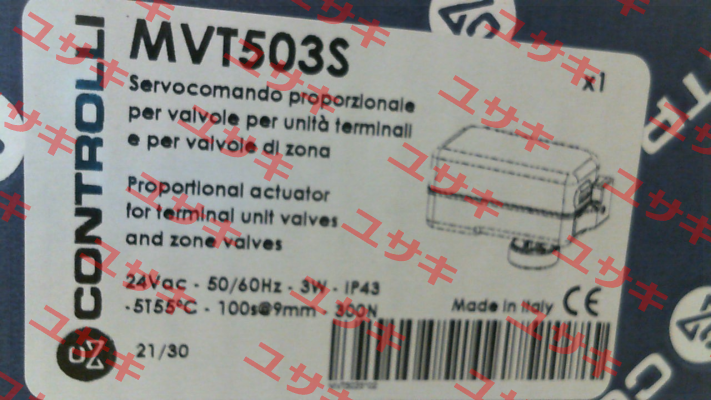 CONTROLLI
MVT503S
x1
Servocomando proporzionale
per valvole per unità terminali
e per valvole di zona
Proportional actuator
for terminal unit valves
and zone valves
24Vac - 50/60Hz - 3W - IP43
-5T55°C - 100s@9mm - 300N
Made in Italy CE
21/30
ユサキ